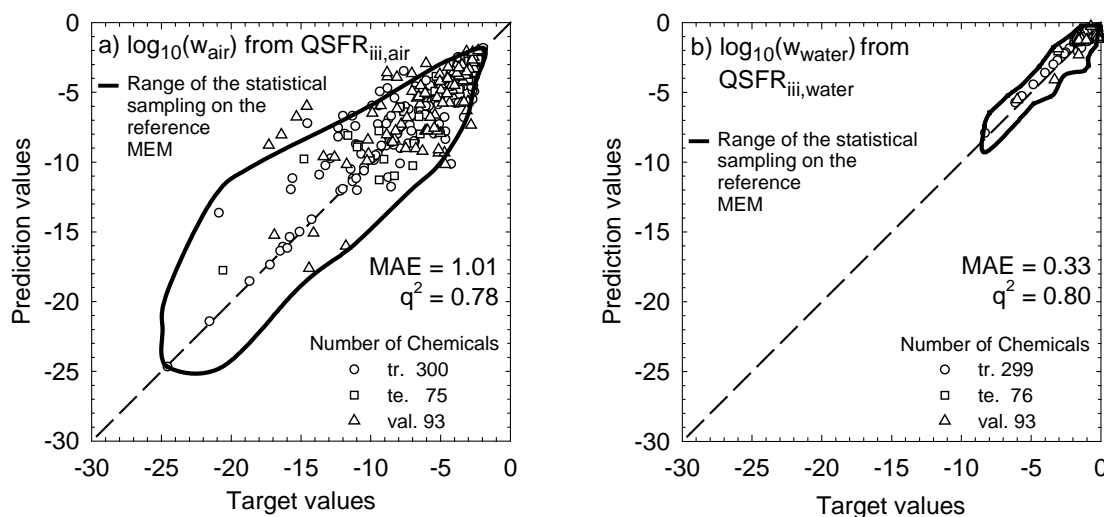 a) log10(wair) from QSFRiii,air
Range of the statistical
sampling on the
reference
MEM
MAE = 1.01
q2 = 0.78
Number of Chemicals
tr. 300
te. 75
val. 93
0
-5
-10
-15
-20
-25
-30
Prediction values
-30 -25 -20 -15 -10 -5 0
Target values
b) log10(wwater) from
QSFRiii,water
Range of the statistical
sampling on the
reference
MEM
MAE = 0.33
q2 = 0.80
Number of Chemicals
tr. 299
te. 76
val. 93
0
-5
-10
-15
-20
-25
-30
Prediction values
-30 -25 -20 -15 -10 -5 0
Target values